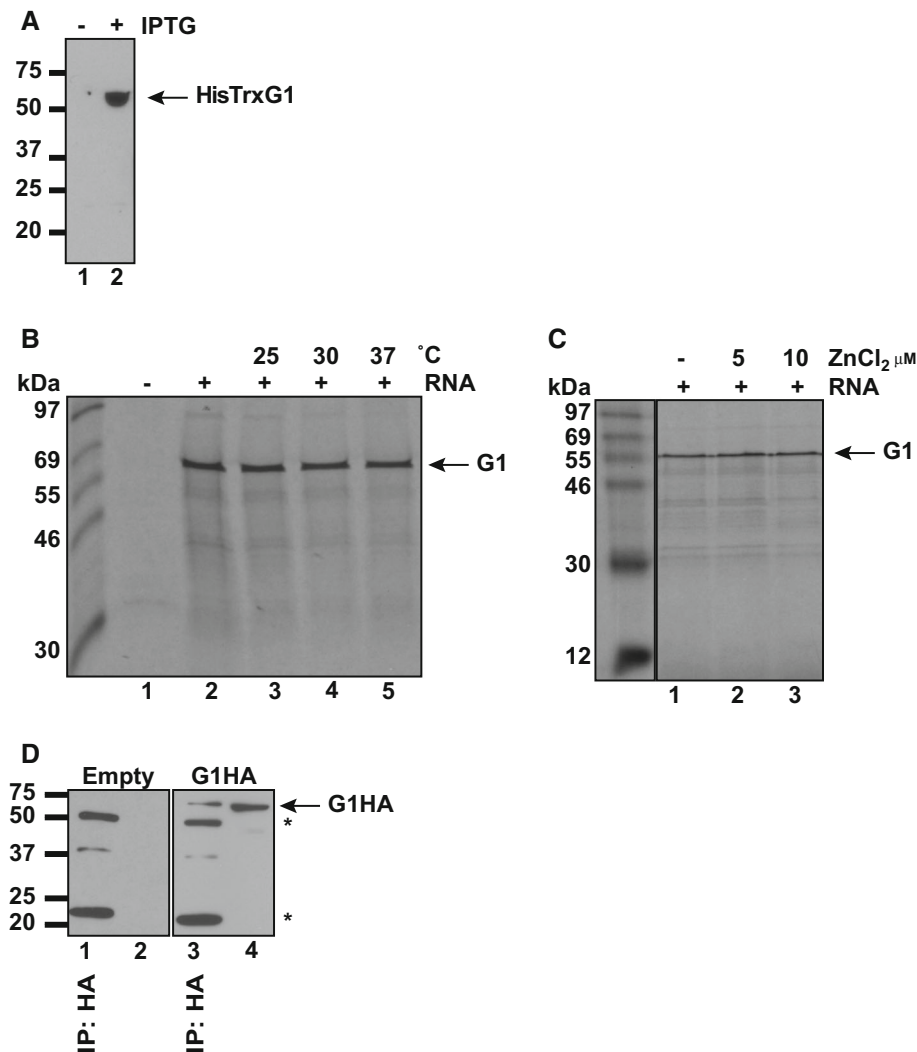 A
- + IPTG
75
50
37
25
20
HisTrxG1
1 2
B
25 30 37 °C
kDa - + + + + RNA
97
69
55
46
30
G1
1 2 3 4 5
C
- 5 10 ZnCl2 μM
kDa + + + RNA
97
69
55
46
30
12
G1
1 2 3
D
Empty G1HA
75
50
37
25
20
G1HA
*
*
1 2 3 4
IP: HA IP: HA